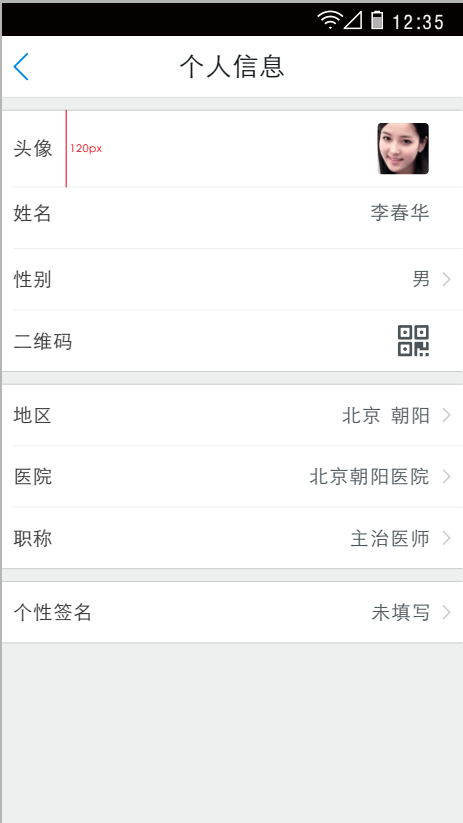 12:35
个人信息
头像 120px
姓名 李春华
性别 男
二维码
地区 北京 朝阳
医院 北京朝阳医院
职称 主治医师
个性签名 未填写